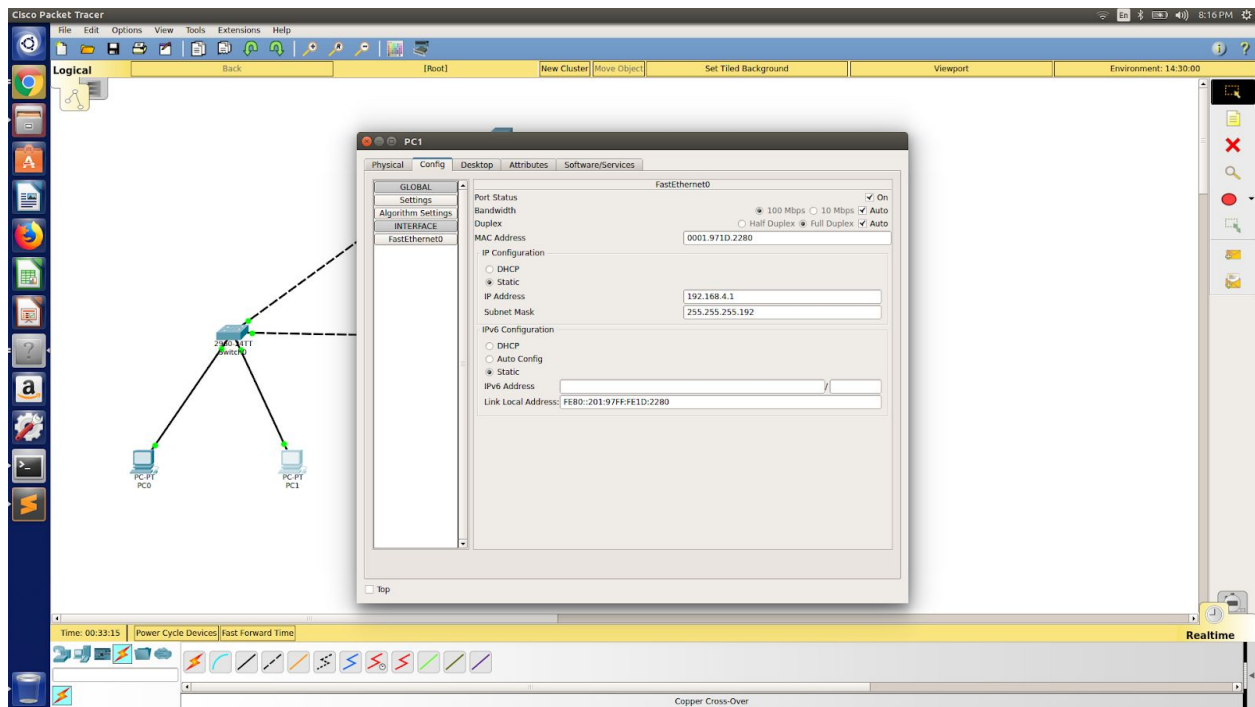 Cisco Packet Tracer
En 8:16 PM
File Edit Options View Tools Extensions Help
Logical Back [Root] New Cluster Move Object Set Tiled Background Viewport Environment: 14:30:00
PC1
Physical Config Desktop Attributes Software/Services
GLOBAL
Settings
Algorithm Settings
INTERFACE
FastEthernet0
FastEthernet0
Port Status On
Bandwidth 100 Mbps 10 Mbps Auto
Duplex Half Duplex Full Duplex Auto
MAC Address 0001.971D.2280
IP Configuration
DHCP
Static
IP Address 192.168.4.1
Subnet Mask 255.255.255.192
IPv6 Configuration
DHCP
Auto Config
Static
IPv6 Address /
Link Local Address: FE80::201:97FF:FE1D:2280
Top
2960-24TT
Switch0
PC-PT
PC0
PC-PT
PC1
Time: 00:33:15 Power Cycle Devices Fast Forward Time Realtime
Copper Cross-Over